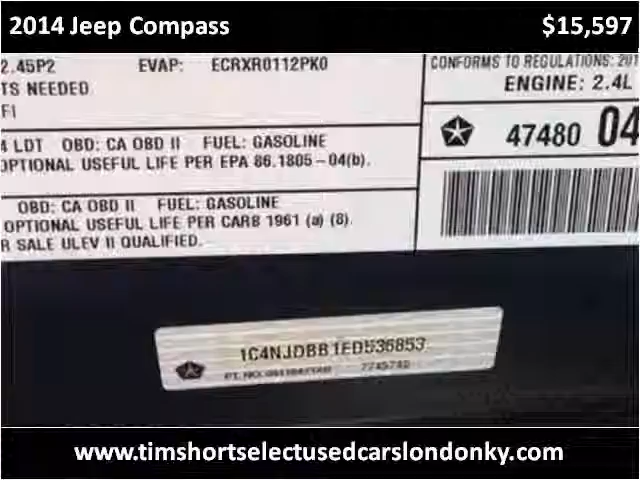 2014 Jeep Compass $15,597
2.45P2 EVAP: ECRXR0112PK0
TS NEEDED
FI
4 LDT OBD: CA OBD II FUEL: GASOLINE
OPTIONAL USEFUL LIFE PER EPA 86.1805-04(b).
OBD: CA OBD II FUEL: GASOLINE
OPTIONAL USEFUL LIFE PER CARB 1961 (a) (8).
R SALE ULEV II QUALIFIED.
CONFORMS TO REGULATIONS: 201
ENGINE: 2.4L
47480 04
1C4NJDBB1ED536853
PT. NO.
www.timshortselectusedcarslondonky.com